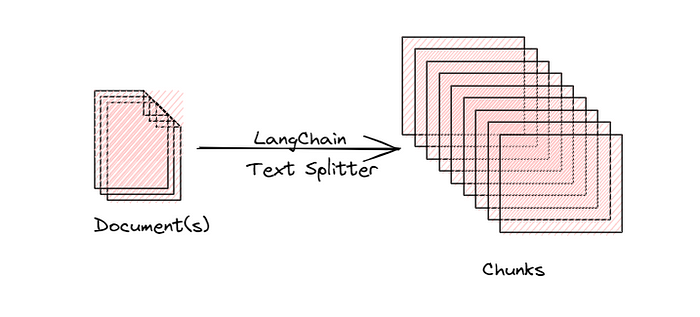 LangChain
Text Splitter
Document(s)
Chunks